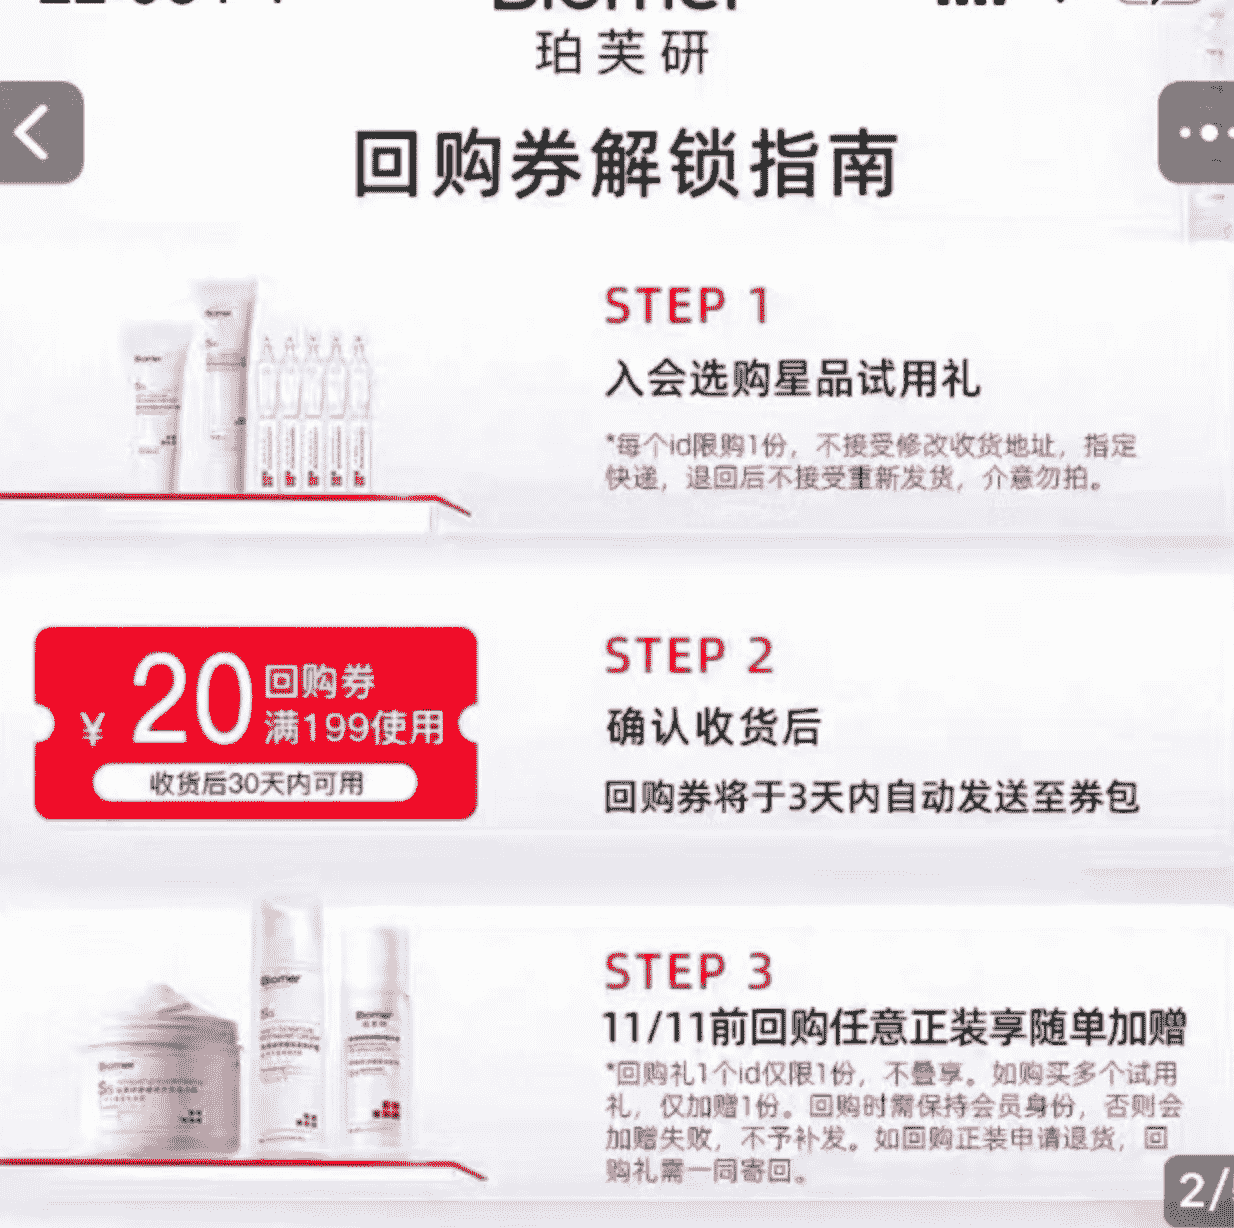 Biomer
珀芙研
回购券解锁指南
STEP 1
入会选购星品试用礼
*每个id限购1份，不接受修改收货地址，指定
快递，退回后不接受重新发货，介意勿拍。
¥ 20 回购券
满199使用
收货后30天内可用
STEP 2
确认收货后
回购券将于3天内自动发送至券包
Biomer
Biomer
Biomer
STEP 3
11/11前回购任意正装享随单加赠
*回购礼1个id仅限1份，不叠享。如购买多个试用
礼，仅加赠1份。回购时需保持会员身份，否则会
加赠失败，不予补发。如回购正装申请退货，回
购礼需一同寄回。
2/